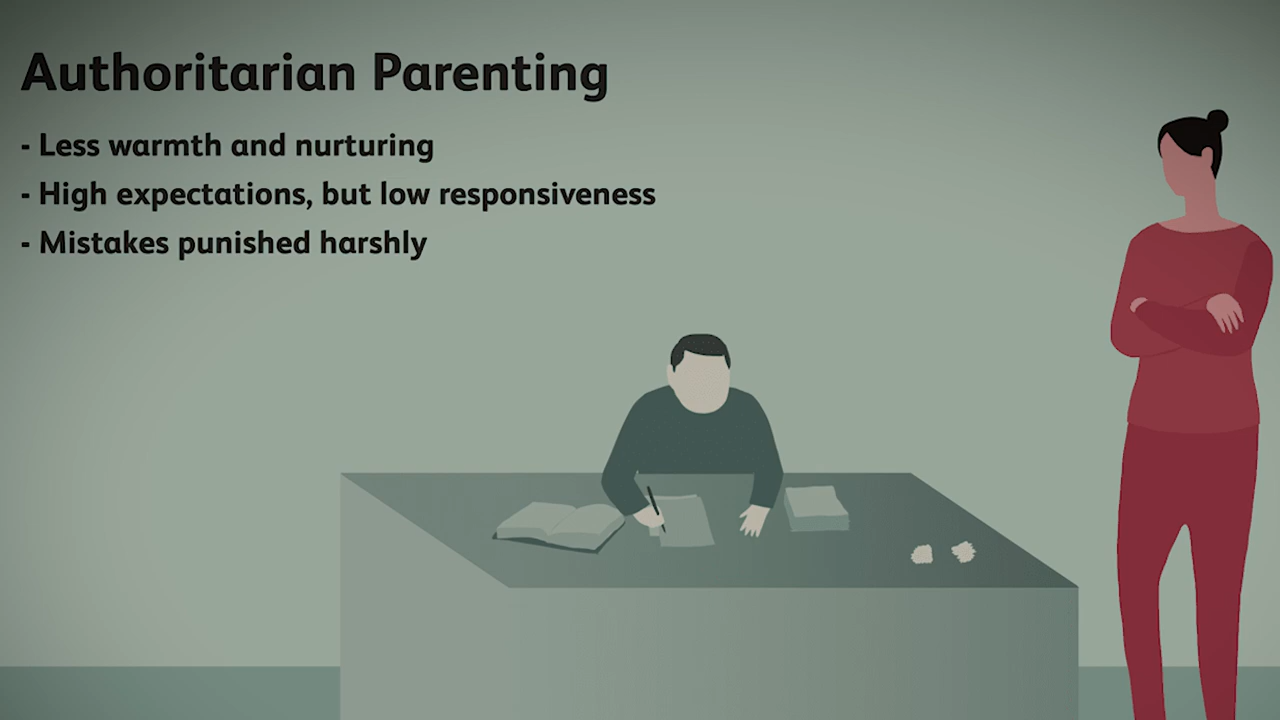 Authoritarian Parenting
- Less warmth and nurturing
- High expectations, but low responsiveness
- Mistakes punished harshly